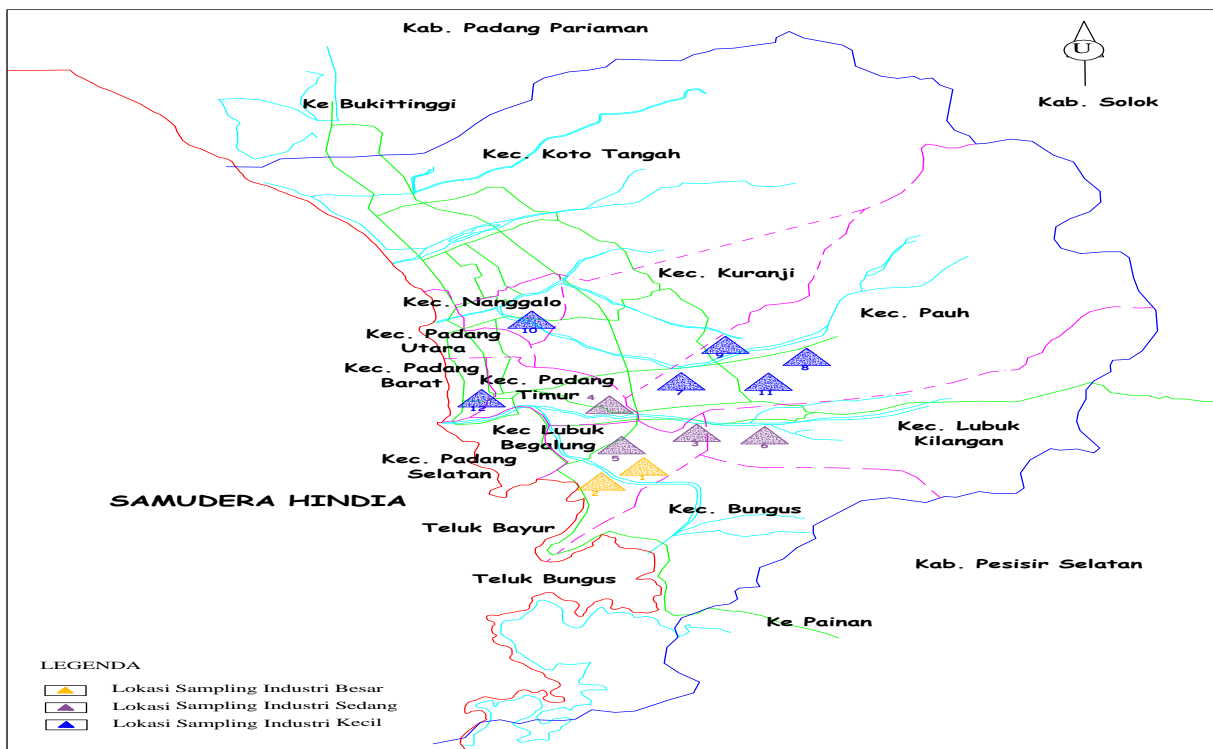 Kab. Padang Pariaman
U
Kab. Solok
Ke Bukittinggi
Kec. Koto Tangah
Kec. Kuranji
Kec. Nanggalo
Kec. Pauh
10
Kec. Padang
Utara
9
8
Kec. Padang
Barat
Kec. Padang
Timur
7
11
12
4
Kec Lubuk
Begalung
3
6
Kec. Lubuk
Kilangan
5
Kec. Padang
Selatan
1
2
SAMUDERA HINDIA
Kec. Bungus
Teluk Bayur
Kab. Pesisir Selatan
Teluk Bungus
Ke Painan
LEGENDA
Lokasi Sampling Industri Besar
Lokasi Sampling Industri Sedang
Lokasi Sampling Industri Kecil